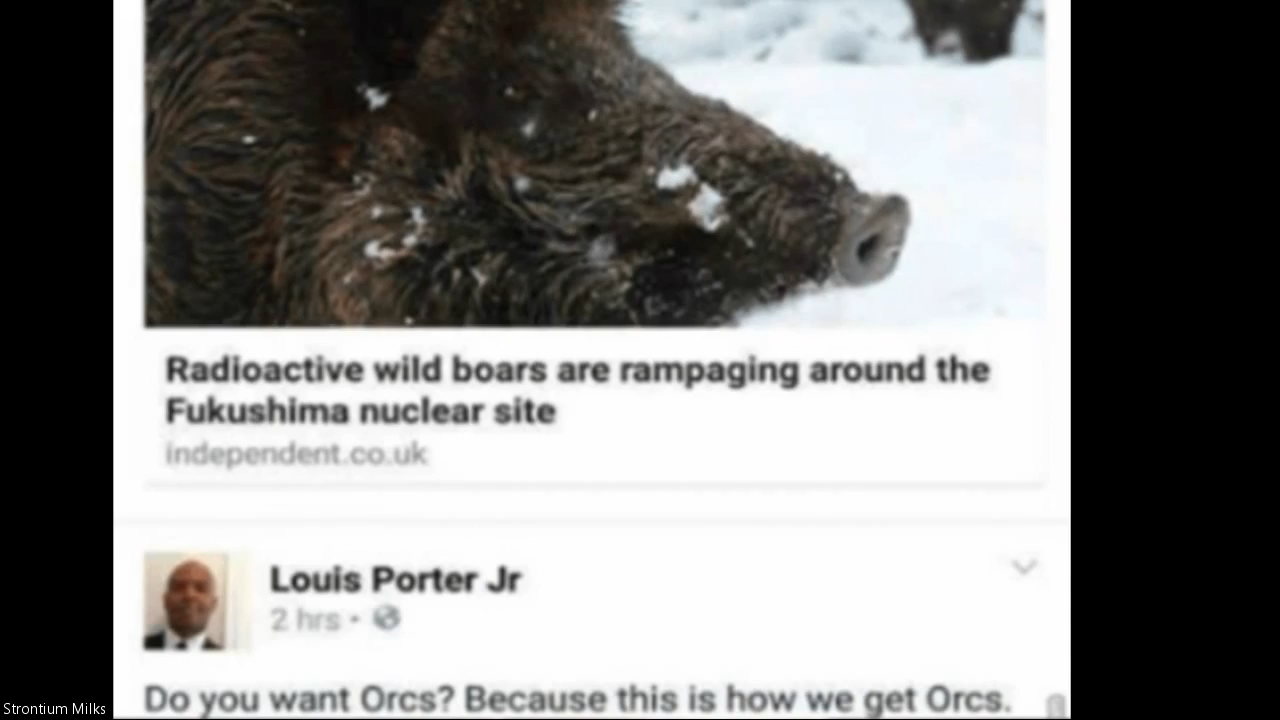 Radioactive wild boars are rampaging around the
Fukushima nuclear site
independent.co.uk
Louis Porter Jr
2 hrs •
Do you want Orcs? Because this is how we get Orcs.
Strontium Milks